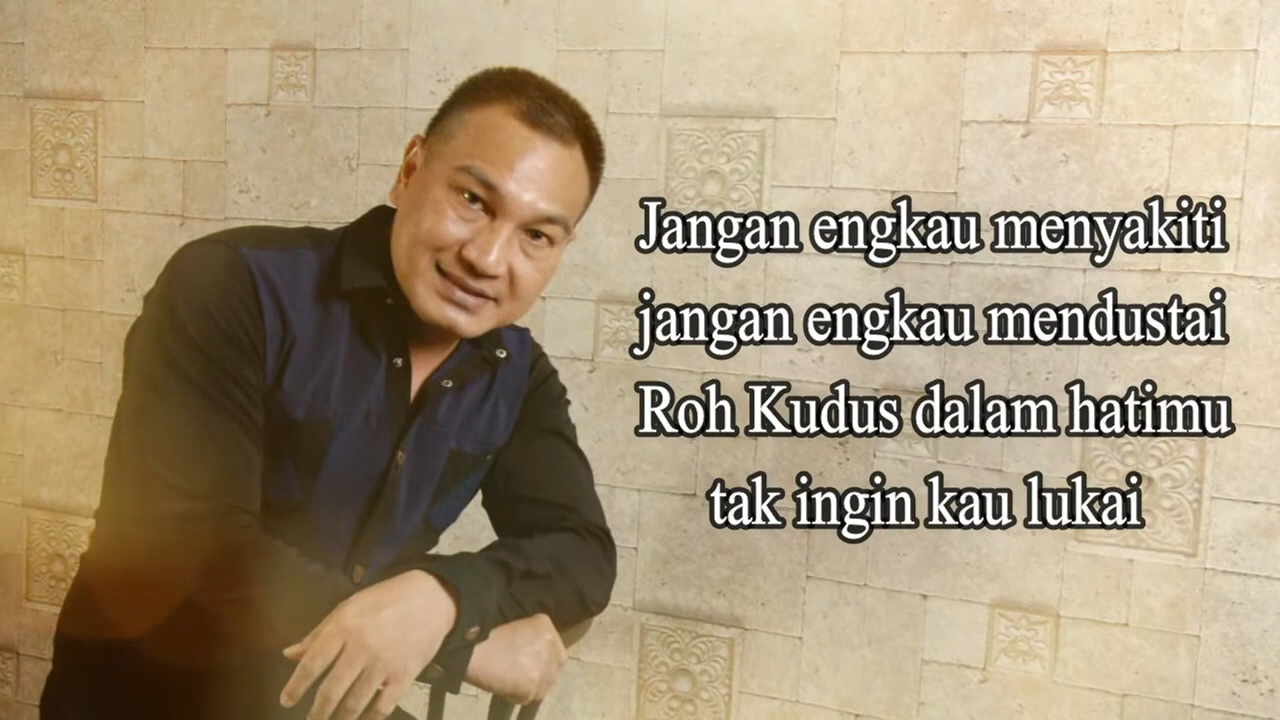 Jangan engkau menyakiti
jangan engkau mendustai
Roh Kudus dalam hatimu
tak ingin kau lukai